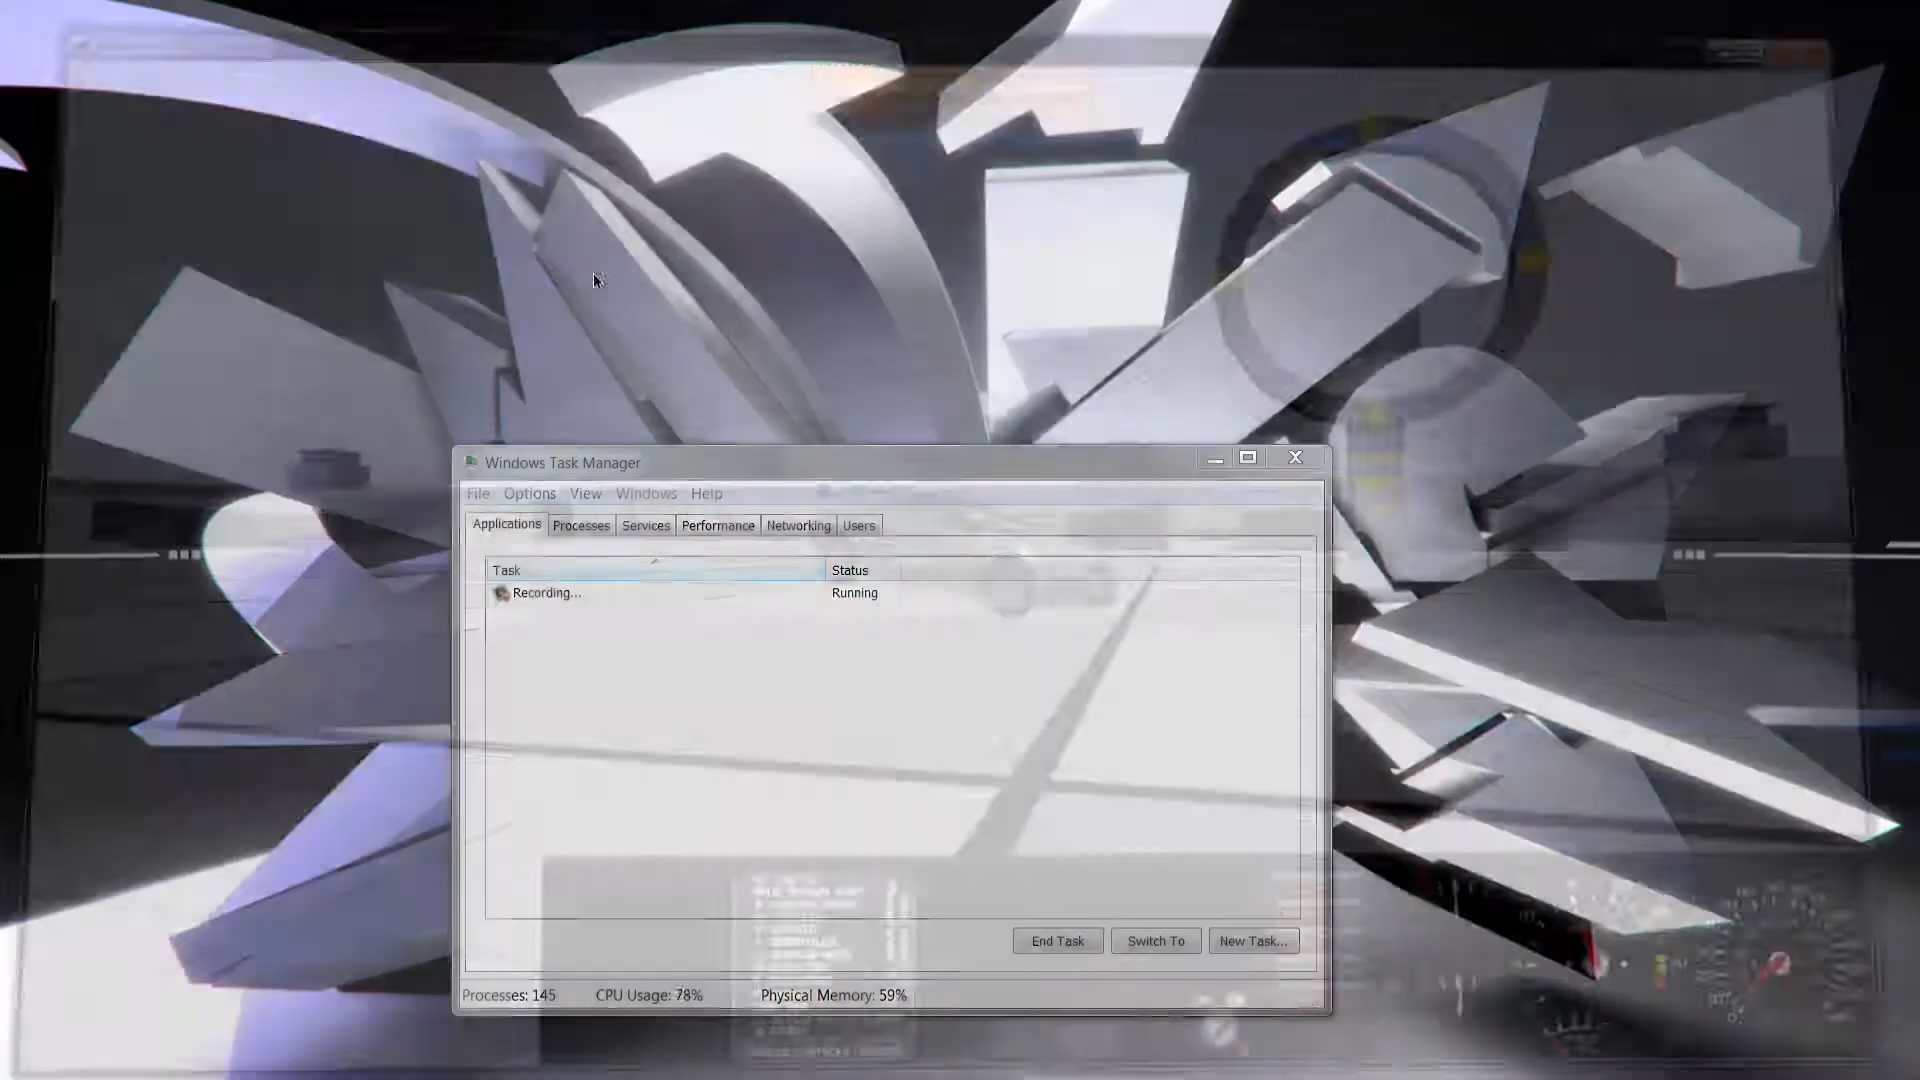 Windows Task Manager
File Options View Windows Help
Applications Processes Services Performance Networking Users
Task Status
Recording... Running
End Task Switch To New Task...
Processes: 145 CPU Usage: 78% Physical Memory: 59%